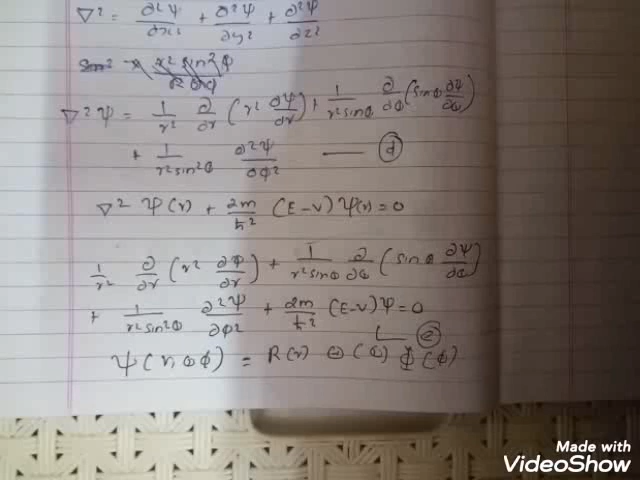 ∇² = ∂²Ψ/∂x² + ∂²Ψ/∂y² + ∂²Ψ/∂z²
∇²Ψ = 1/r² ∂/∂r (r² ∂Ψ/∂r) + 1/r²sinθ ∂/∂θ (sinθ ∂Ψ/∂θ)
+ 1/r²sin²θ ∂²Ψ/∂ϕ² — (d)
∇² Ψ(r) + 2m/ħ² (E-V) Ψ(r) = 0
1/r² ∂/∂r (r² ∂Ψ/∂r) + 1/r²sinθ ∂/∂θ (sinθ ∂Ψ/∂θ)
+ 1/r²sin²θ ∂²Ψ/∂ϕ² + 2m/ħ² (E-V)Ψ = 0
(e)
Ψ(r, θ ϕ) = R(r) Θ(θ) Φ(ϕ)
Made with
VideoShow